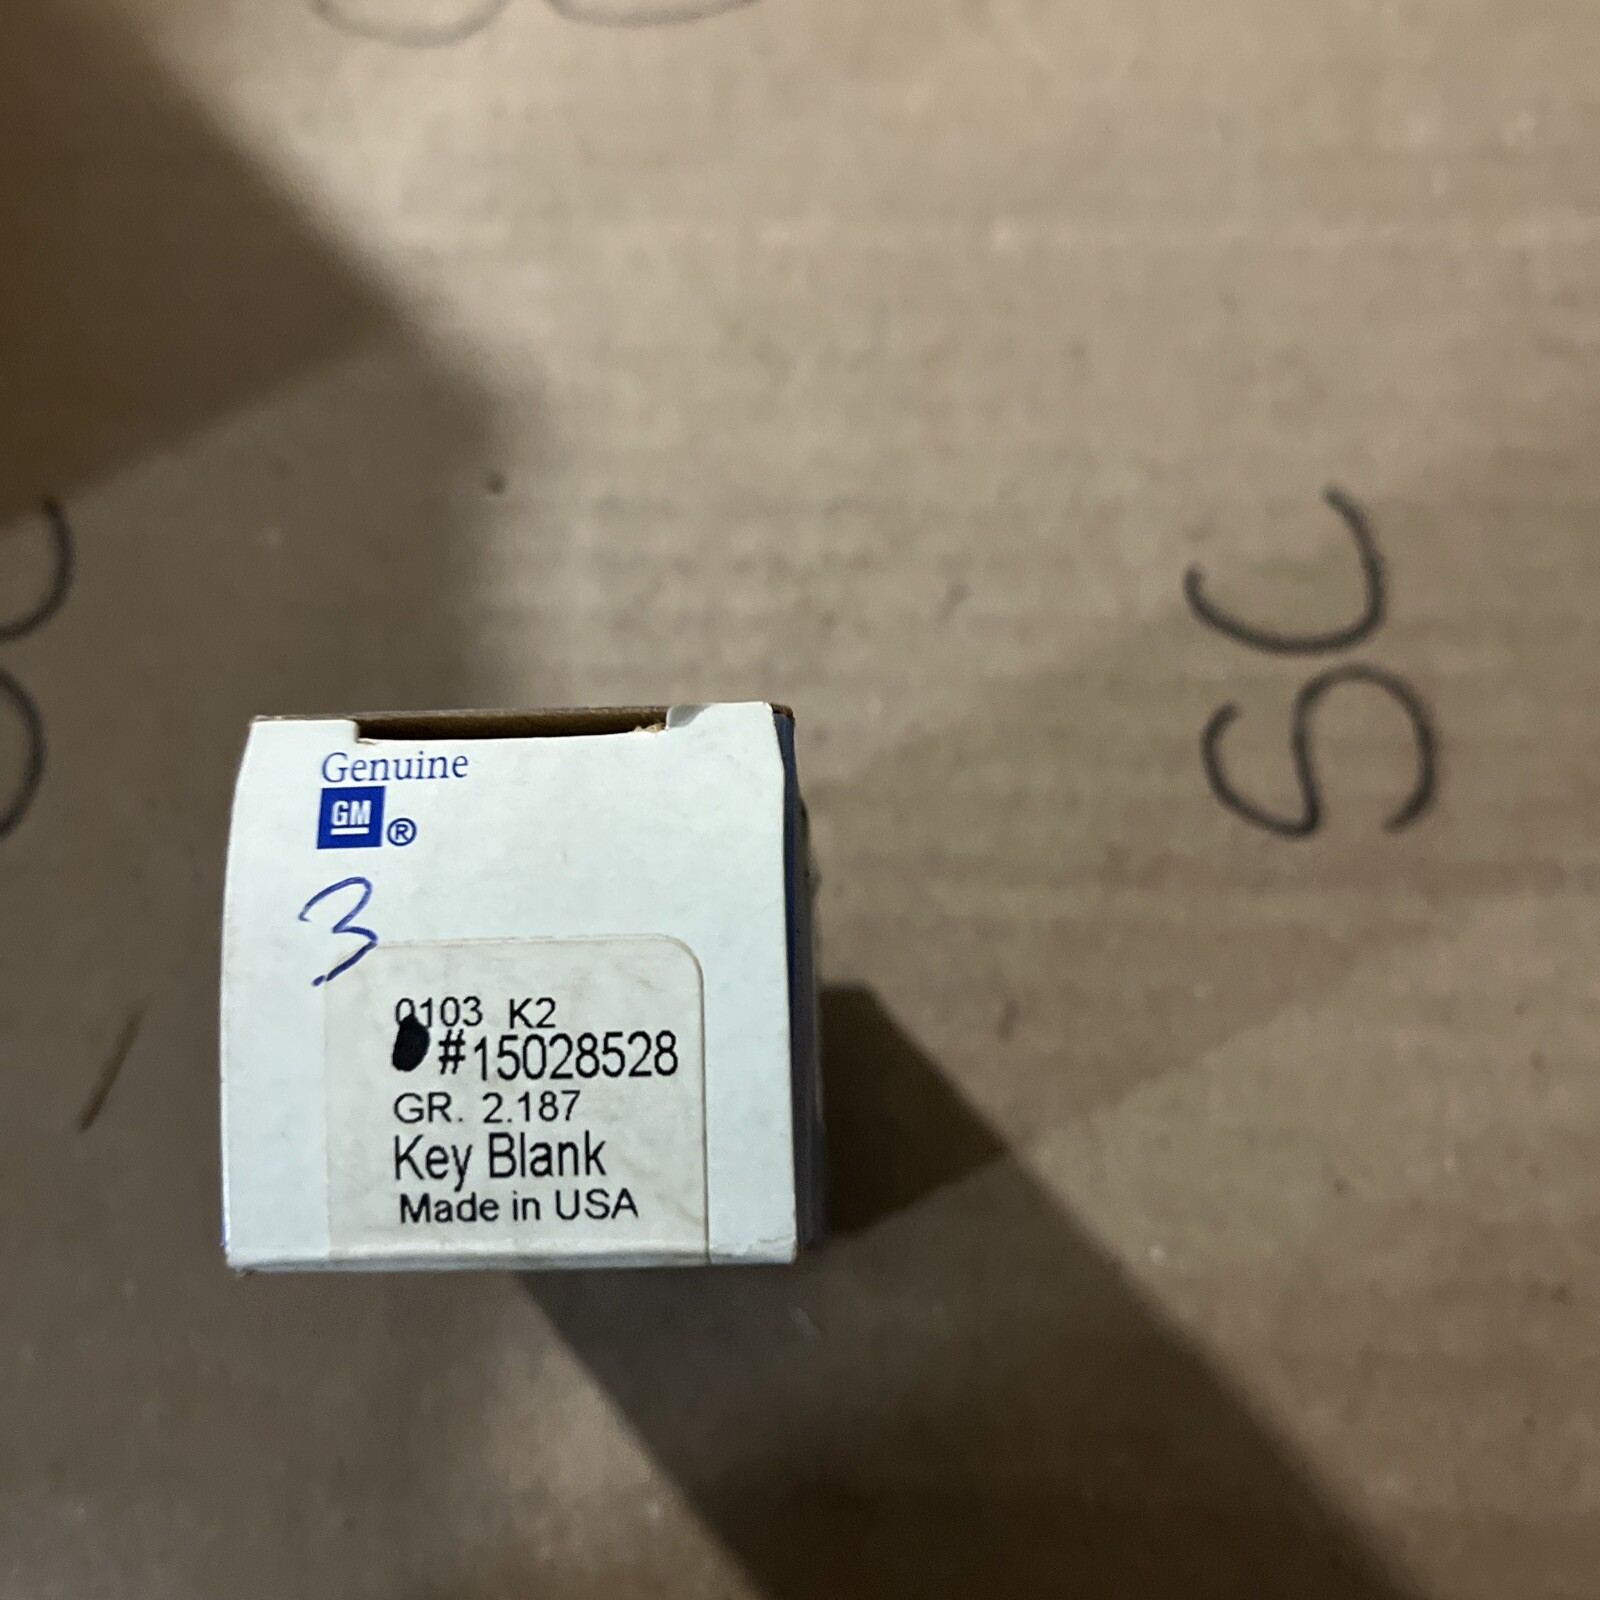 Genuine
GM ®
3
0103 K2
#15028528
GR. 2.187
Key Blank
Made in USA
SC